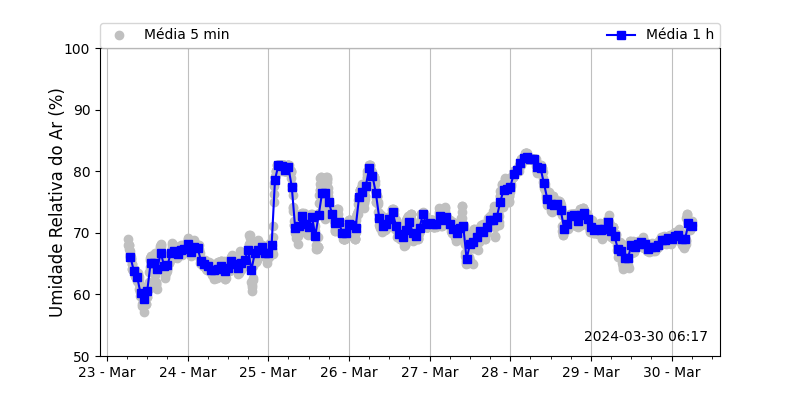 Média 5 min Média 1 h
Umidade Relativa do Ar (%)
100
90
80
70
60
50
2024-03-30 06:17
23 - Mar 24 - Mar 25 - Mar 26 - Mar 27 - Mar 28 - Mar 29 - Mar 30 - Mar